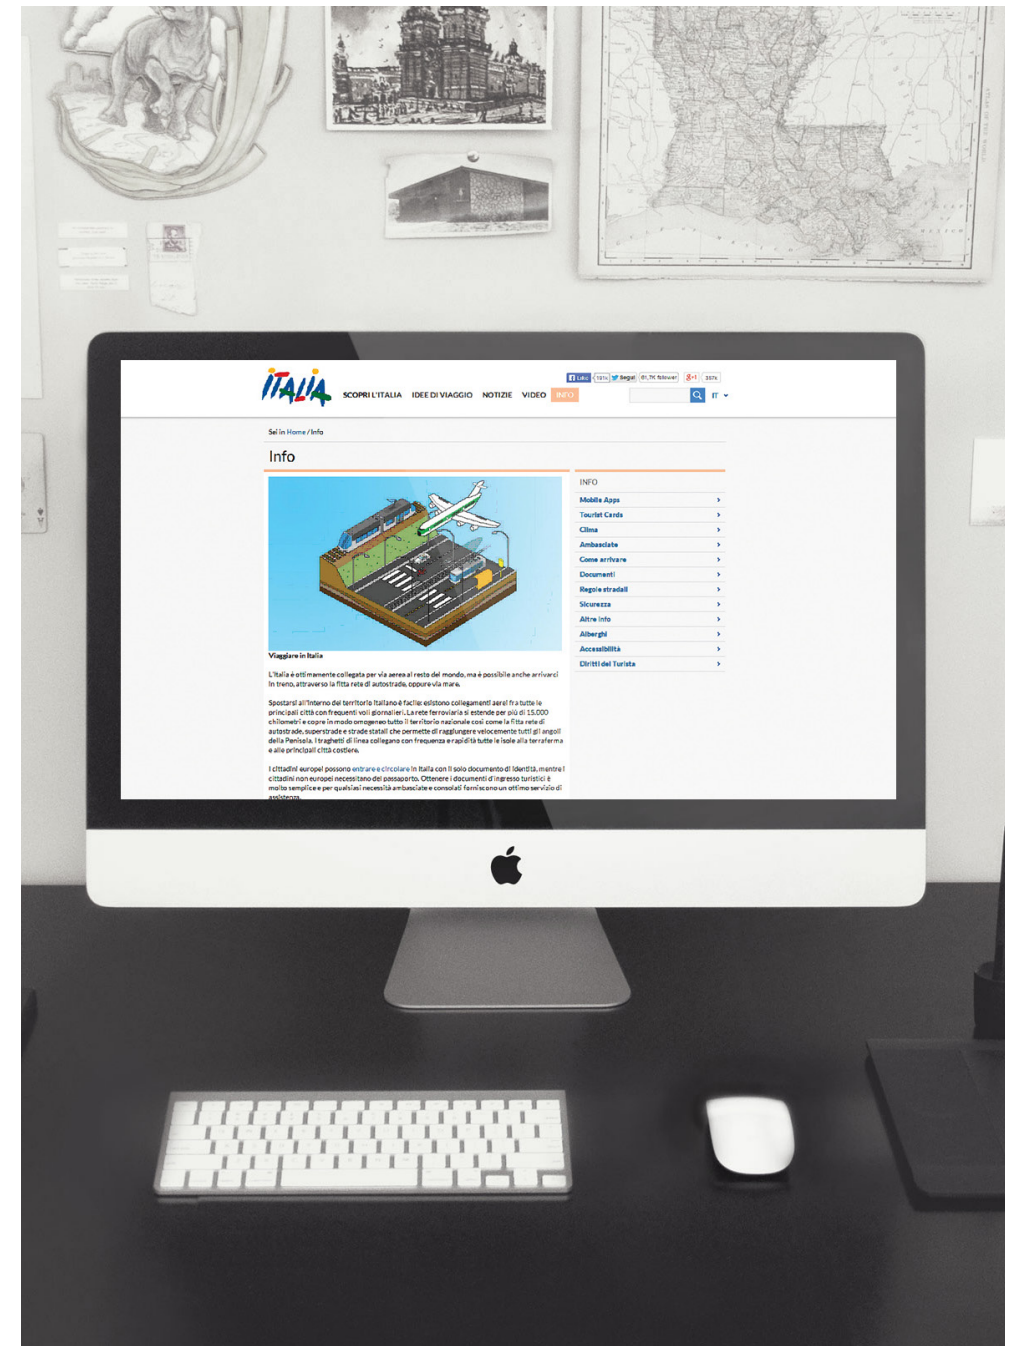 ITALIA
Like 191k Segui 61,7K follower +1 387k
SCOPRI L'ITALIA IDEE DI VIAGGIO NOTIZIE VIDEO INFO IT
Sei in Home / Info
Info
INFO
Mobile Apps
Tourist Cards
Clima
Ambasciate
Come arrivare
Documenti
Regole stradali
Sicurezza
Altre info
Alberghi
Accessibilità
Diritti del Turista
Viaggiare in Italia
L'Italia è ottimamente collegata per via aerea al resto del mondo, ma è possibile anche arrivarci
in treno, attraverso la fitta rete di autostrade, oppure via mare.
Spostarsi all'interno del territorio italiano è facile: esistono collegamenti aerei fra tutte le
principali città con frequenti voli giornalieri. La rete ferroviaria si estende per più di 15.000
chilometri e copre in modo omogeneo tutto il territorio nazionale così come la fitta rete di
autostrade, superstrade e strade statali che permette di raggiungere velocemente tutti gli angoli
della Penisola. I traghetti di linea collegano con frequenza e rapidità tutte le isole alla terraferma
e alle principali città costiere.
I cittadini europei possono entrare e circolare in Italia con il solo documento di identità, mentre i
cittadini non europei necessitano del passaporto. Ottenere i documenti d'ingresso turistici è
molto semplice e per qualsiasi necessità ambasciate e consolati forniscono un ottimo servizio di
assistenza.